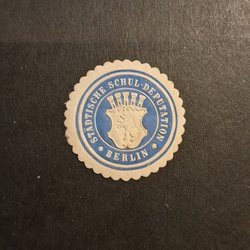 STÄDTISCHE SCHUL-DEPUTATION
* BERLIN *